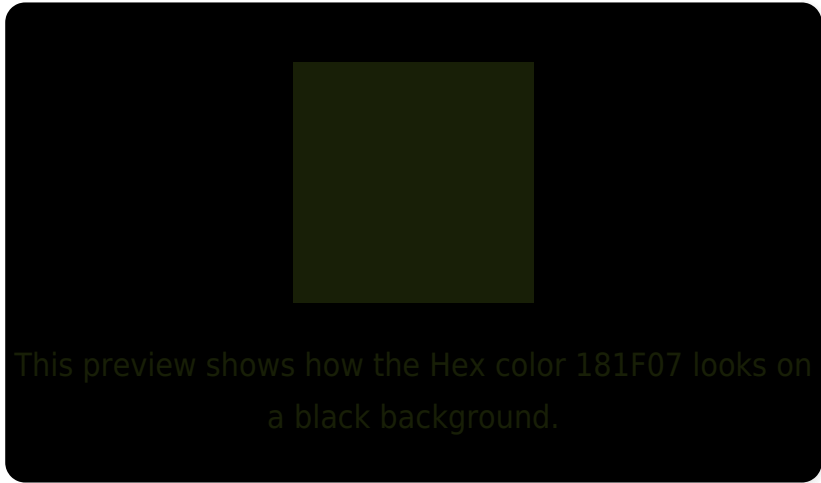 This preview shows how the Hex color 181F07 looks on
a black background.